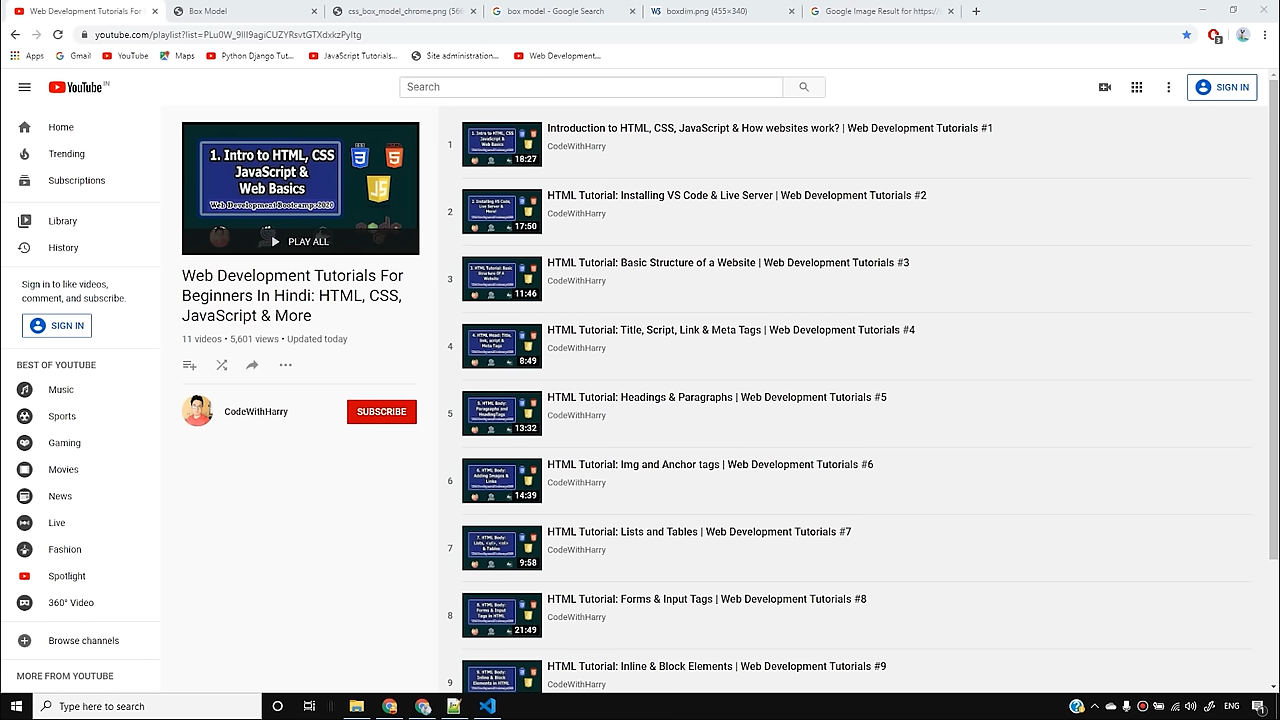 Web Development Tutorials For
Box Model
css_box_model_chrome.png (56
box model - Google Search
boxdim.png (455×340)
Google Image Result for https://
youtube.com/playlist?list=PLu0W_9lII9agiCUZYRsvtGTXdxkzPyItg
Apps
Gmail
YouTube
Maps
Python Django Tut...
JavaScript Tutorials...
Site administration...
Web Development...
YouTube IN
Search
SIGN IN
Home
Trending
Subscriptions
Library
History
Sign in to like videos,
comment, and subscribe.
SIGN IN
BEST OF YOUTUBE
Music
Sports
Gaming
Movies
News
Live
Fashion
Spotlight
360° Video
Browse channels
MORE FROM YOUTUBE
1. Intro to HTML, CSS
JavaScript &
Web Basics
Web Development Bootcamp 2020
PLAY ALL
Web Development Tutorials For
Beginners In Hindi: HTML, CSS,
JavaScript & More
11 videos • 5,601 views • Updated today
CodeWithHarry
SUBSCRIBE
1
18:27
Introduction to HTML, CSS, JavaScript & How websites work? | Web Development Tutorials #1
CodeWithHarry
2
17:50
HTML Tutorial: Installing VS Code & Live Server | Web Development Tutorials #2
CodeWithHarry
3
11:46
HTML Tutorial: Basic Structure of a Website | Web Development Tutorials #3
CodeWithHarry
4
8:49
HTML Tutorial: Title, Script, Link & Meta Tags | Web Development Tutorials #4
CodeWithHarry
5
13:32
HTML Tutorial: Headings & Paragraphs | Web Development Tutorials #5
CodeWithHarry
6
14:39
HTML Tutorial: Img and Anchor tags | Web Development Tutorials #6
CodeWithHarry
7
9:58
HTML Tutorial: Lists and Tables | Web Development Tutorials #7
CodeWithHarry
8
21:49
HTML Tutorial: Forms & Input Tags | Web Development Tutorials #8
CodeWithHarry
9
HTML Tutorial: Inline & Block Elements | Web Development Tutorials #9
CodeWithHarry
Type here to search
ENG